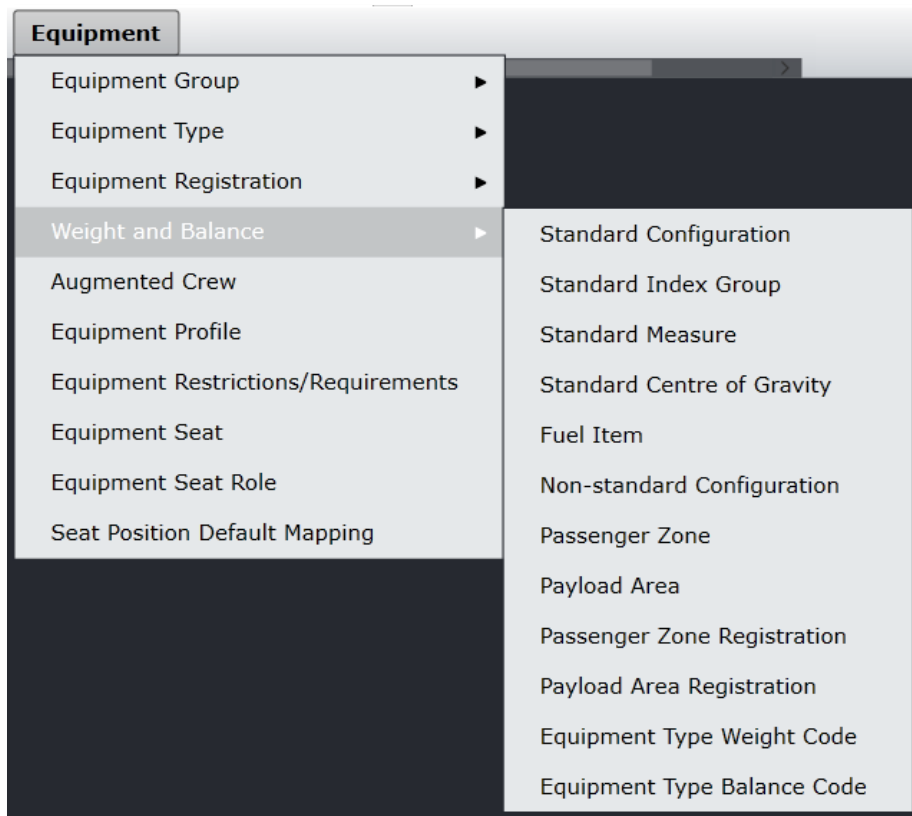 Equipment
Equipment Group
Equipment Type
Equipment Registration
Weight and Balance
Augmented Crew
Equipment Profile
Equipment Restrictions/Requirements
Equipment Seat
Equipment Seat Role
Seat Position Default Mapping
Standard Configuration
Standard Index Group
Standard Measure
Standard Centre of Gravity
Fuel Item
Non-standard Configuration
Passenger Zone
Payload Area
Passenger Zone Registration
Payload Area Registration
Equipment Type Weight Code
Equipment Type Balance Code